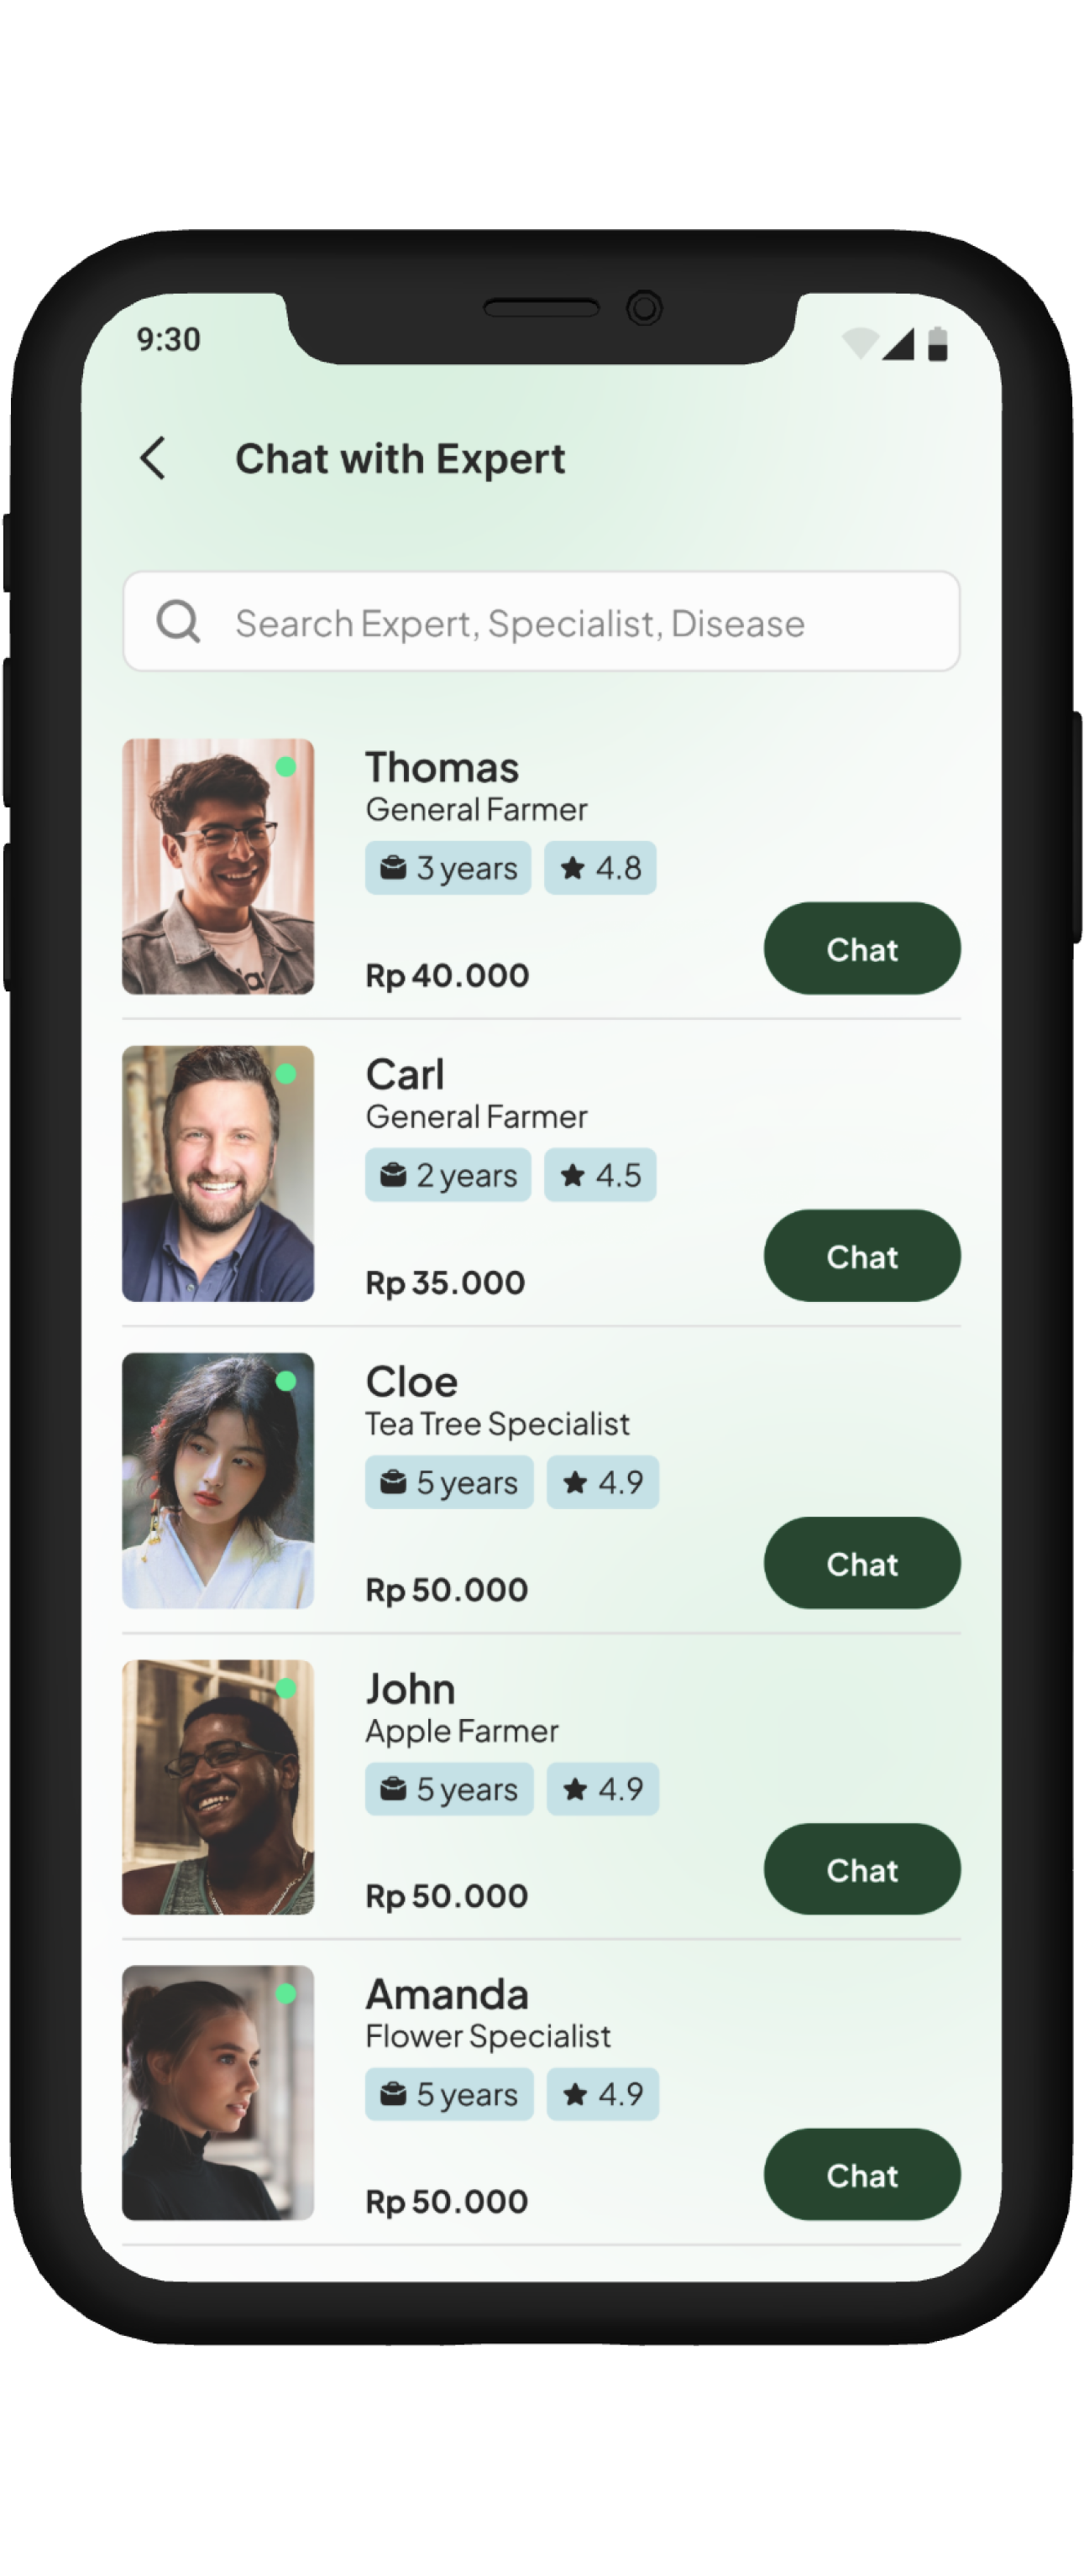 9:30
Chat with Expert
Search Expert, Specialist, Disease
Thomas
General Farmer
3 years 4.8
Rp 40.000
Chat
Carl
General Farmer
2 years 4.5
Rp 35.000
Chat
Cloe
Tea Tree Specialist
5 years 4.9
Rp 50.000
Chat
John
Apple Farmer
5 years 4.9
Rp 50.000
Chat
Amanda
Flower Specialist
5 years 4.9
Rp 50.000
Chat